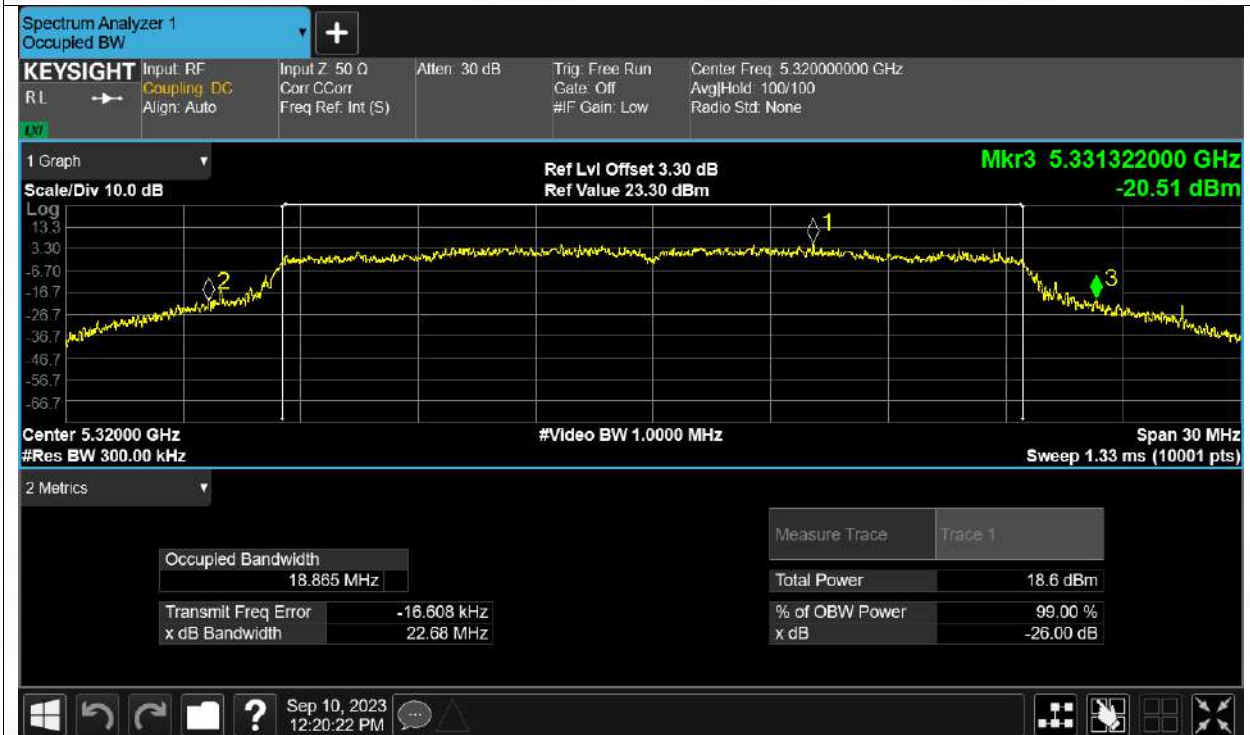 Spectrum Analyzer 1
Occupied BW
KEYSIGHT
RL
LXI
Input: RF
Coupling: DC
Align: Auto
Input Z: 50 Ω
Corr CCorr
Freq Ref: Int (S)
Atten: 30 dB
Trig: Free Run
Gate: Off
#IF Gain: Low
Center Freq: 5.320000000 GHz
Avg|Hold: 100/100
Radio Std: None
1 Graph
Scale/Div 10.0 dB
Ref Lvl Offset 3.30 dB
Ref Value 23.30 dBm
Mkr3 5.331322000 GHz
-20.51 dBm
Log
13.3
3.30
-6.70
-16.7
-26.7
-36.7
-46.7
-56.7
-66.7
1
2
3
Center 5.32000 GHz
#Res BW 300.00 kHz
#Video BW 1.0000 MHz
Span 30 MHz
Sweep 1.33 ms (10001 pts)
2 Metrics
Measure Trace Trace 1
Occupied Bandwidth
18.865 MHz
Total Power 18.6 dBm
Transmit Freq Error -16.608 kHz
% of OBW Power 99.00 %
x dB Bandwidth 22.68 MHz
x dB -26.00 dB
?
Sep 10, 2023
12:20:22 PM